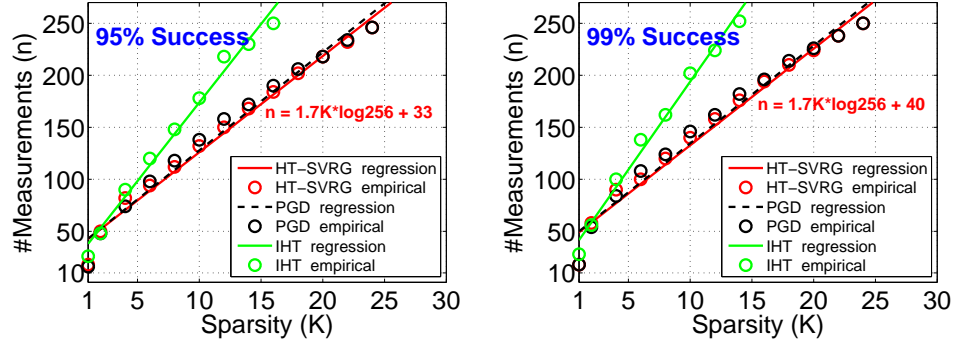 95% Success
n = 1.7K*log256 + 33
HT-SVRG regression
HT-SVRG empirical
PGD regression
PGD empirical
IHT regression
IHT empirical
#Measurements (n)
250
200
150
100
50
10
1 5 10 15 20 25 30
Sparsity (K)
99% Success
n = 1.7K*log256 + 40
HT-SVRG regression
HT-SVRG empirical
PGD regression
PGD empirical
IHT regression
IHT empirical
#Measurements (n)
250
200
150
100
50
10
0
1 5 10 15 20 25 30
Sparsity (K)